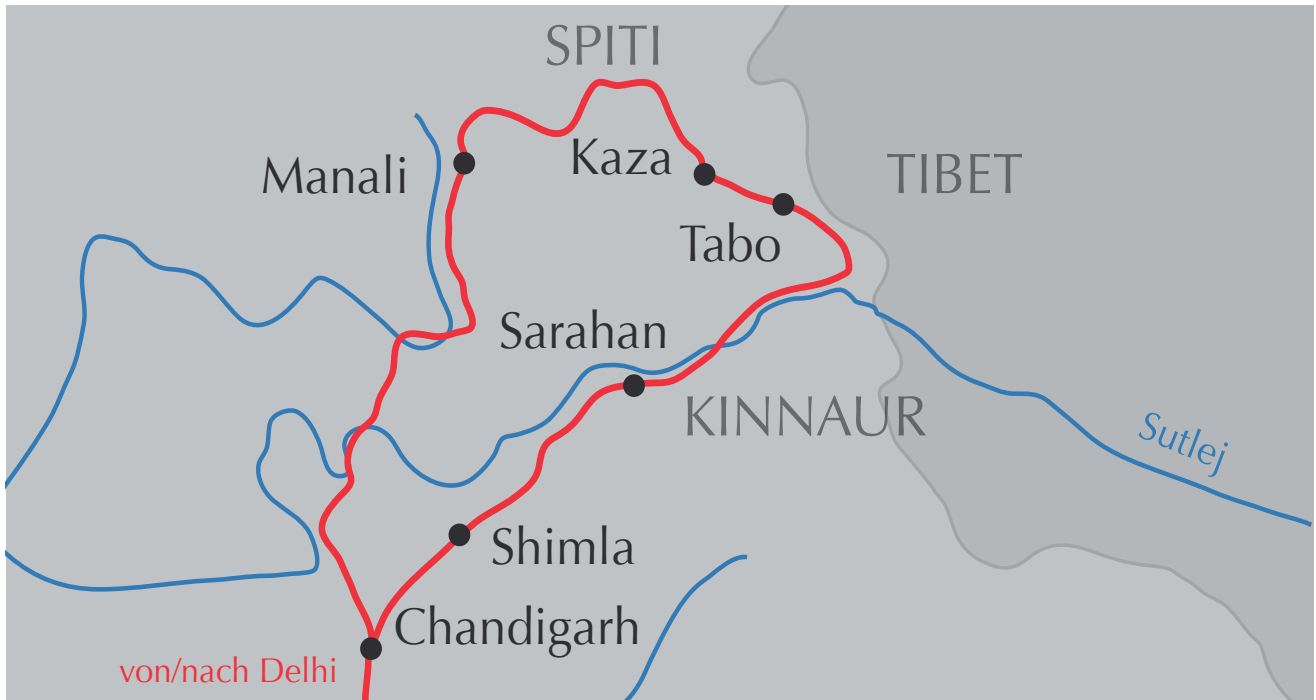 SPITI
Manali
Kaza
TIBET
Tabo
Sarahan
KINNAUR
Sutlej
Shimla
Chandigarh
von/nach Delhi